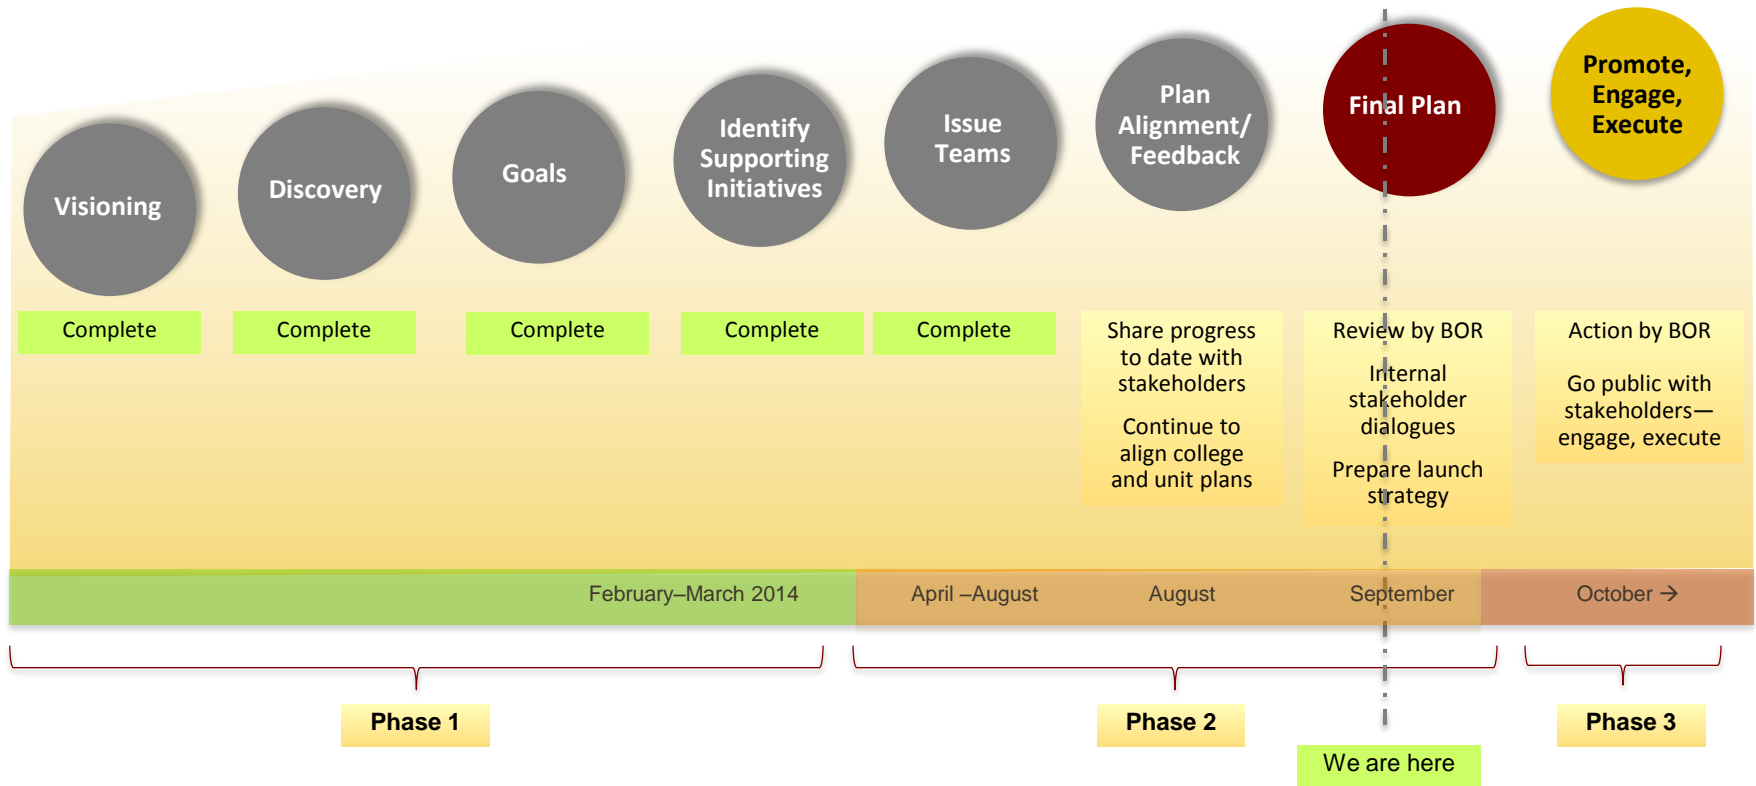 Visioning
Discovery
Goals
Identify
Supporting
Initiatives
Issue
Teams
Plan
Alignment/
Feedback
Final Plan
Promote,
Engage,
Execute
Complete
Complete
Complete
Complete
Complete
Share progress
to date with
stakeholders
Continue to
align college
and unit plans
Review by BOR
Internal
stakeholder
dialogues
Prepare launch
strategy
Action by BOR
Go public with
stakeholders—
engage, execute
February–March 2014
April –August
August
September
October →
Phase 1
Phase 2
Phase 3
We are here